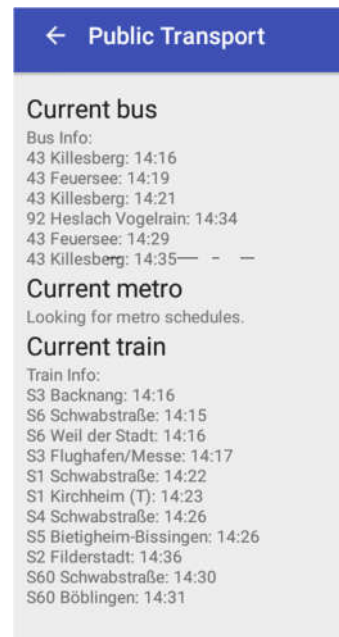 ← Public Transport
Current bus
Bus Info:
43 Killesberg: 14:16
43 Feuersee: 14:19
43 Killesberg: 14:21
92 Heslach Vogelrain: 14:34
43 Feuersee: 14:29
43 Killesberg: 14:35
Current metro
Looking for metro schedules.
Current train
Train Info:
S3 Backnang: 14:16
S6 Schwabstraße: 14:15
S6 Weil der Stadt: 14:16
S3 Flughafen/Messe: 14:17
S1 Schwabstraße: 14:22
S1 Kirchheim (T): 14:23
S4 Schwabstraße: 14:26
S5 Bietigheim-Bissingen: 14:26
S2 Filderstadt: 14:36
S60 Schwabstraße: 14:30
S60 Böblingen: 14:31